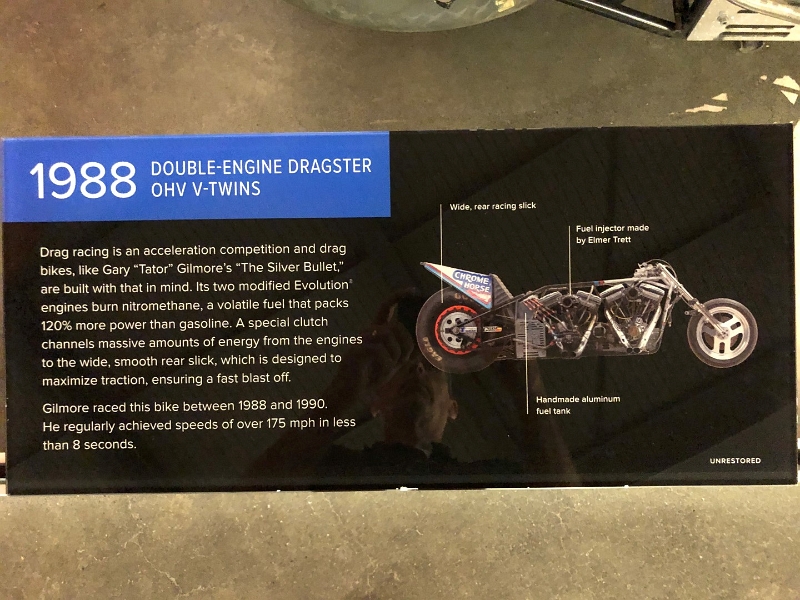 1988
DOUBLE-ENGINE DRAGSTER
OHV V-TWINS
Drag racing is an acceleration competition and drag
bikes, like Gary “Tator” Gilmore’s “The Silver Bullet,”
are built with that in mind. Its two modified Evolution®
engines burn nitromethane, a volatile fuel that packs
120% more power than gasoline. A special clutch
channels massive amounts of energy from the engines
to the wide, smooth rear slick, which is designed to
maximize traction, ensuring a fast blast off.
Gilmore raced this bike between 1988 and 1990.
He regularly achieved speeds of over 175 mph in less
than 8 seconds.
Wide, rear racing slick
Fuel injector made
by Elmer Trett
CHROME
HORSE
Handmade aluminum
fuel tank
UNRESTORED